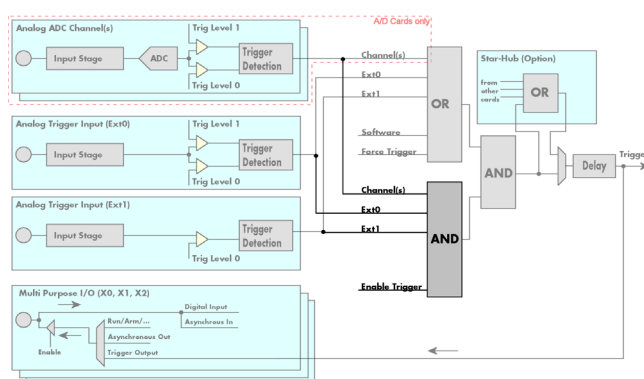 Analog ADC Channel(s)
Trig Level 1
A/D Cards only
Input Stage
ADC
Trigger
Detection
Trig Level 0
Channel(s)
Ext0
Ext1
OR
Software
Force Trigger
Star-Hub (Option)
from
other
cards
OR
Analog Trigger Input (Ext0)
Trig Level 1
Input Stage
Trigger
Detection
Trig Level 0
AND
Delay
Trigge
Channel(s)
Ext0
Ext1
AND
Enable Trigger
Analog Trigger Input (Ext1)
Input Stage
Trigger
Detection
Trig Level 0
Multi Purpose I/O (X0, X1, X2)
Digital Input
Asynchrous In
Run/Arm/...
Asynchronous Out
Trigger Output
Enable